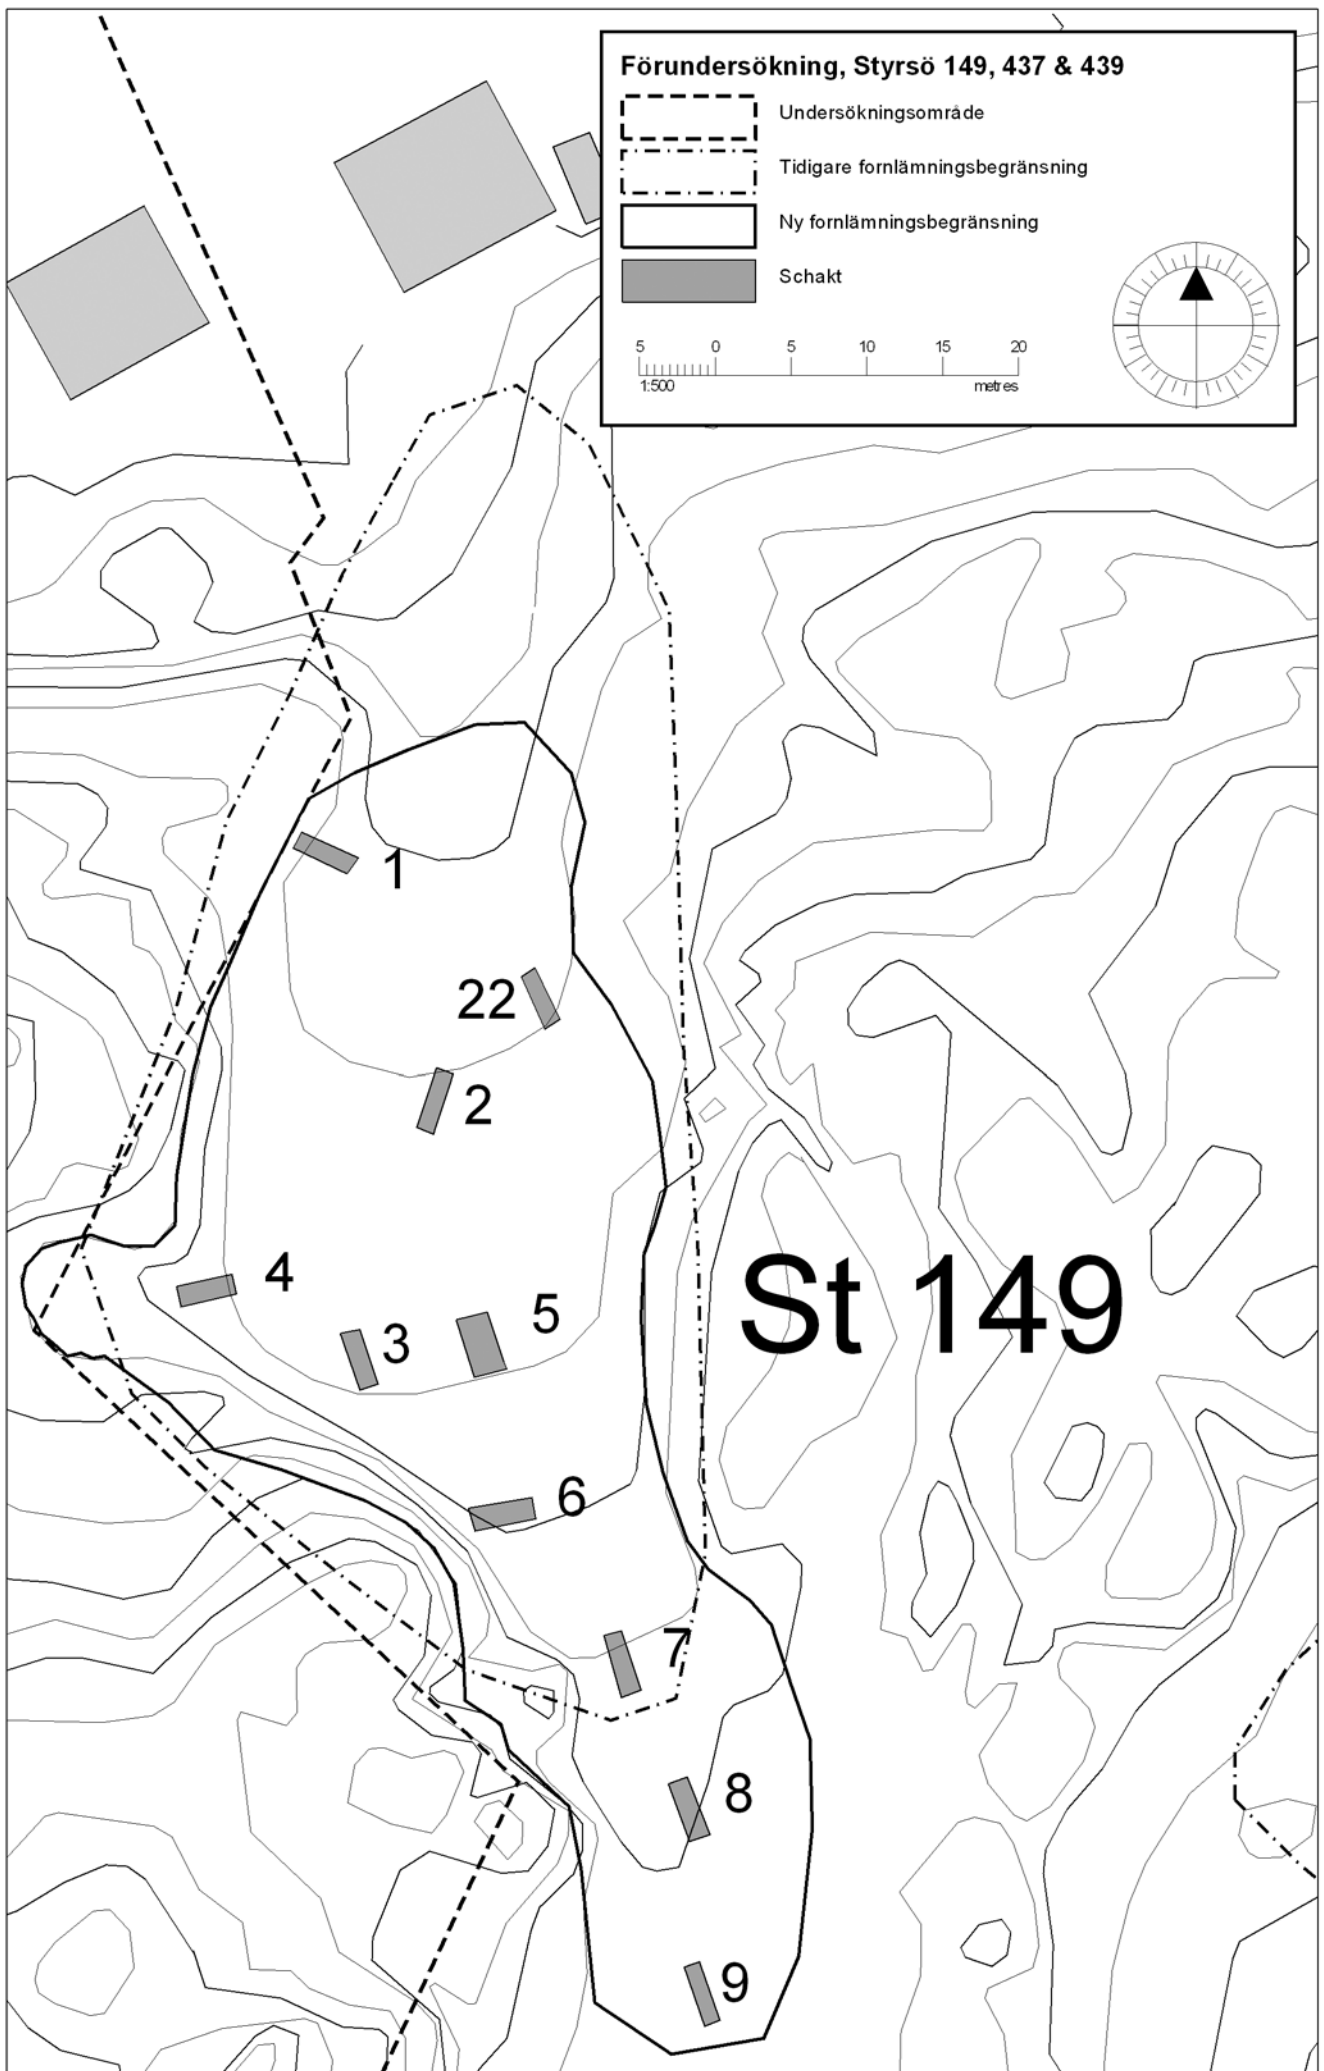 Förundersökning, Styrsö 149, 437 & 439
Undersökningsområde
Tidigare fornlämningsbegränsning
Ny fornlämningsbegränsning
Schakt
5 0 5 10 15 20
1:500 metres
1
22
2
4
3
5
St 149
6
7
8
9